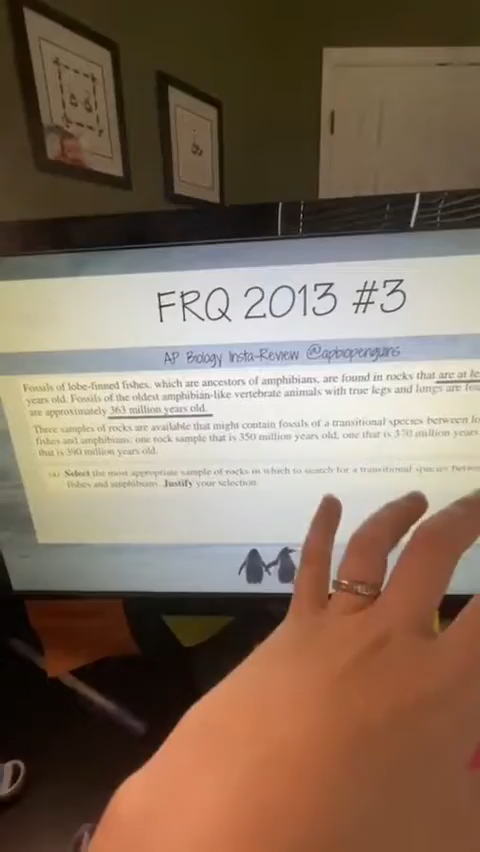 FRQ 2013 #3
AP Biology Insta-Review @apbiopenguins
Fossils of lobe-finned fishes, which are ancestors of amphibians, are found in rocks that are at
years old. Fossils of the oldest amphibian-like vertebrate animals with true legs and lungs are
are approximately 363 million years old.
Three samples of rocks are available that might contain fossils of a transitional species between
fishes and amphibians: one rock sample that is 350 million years old, one that is 370 million years
that is 390 million years old.
(a) Select the most appropriate sample of rocks in which to search for a transitional species
fishes and amphibians. Justify your selection.